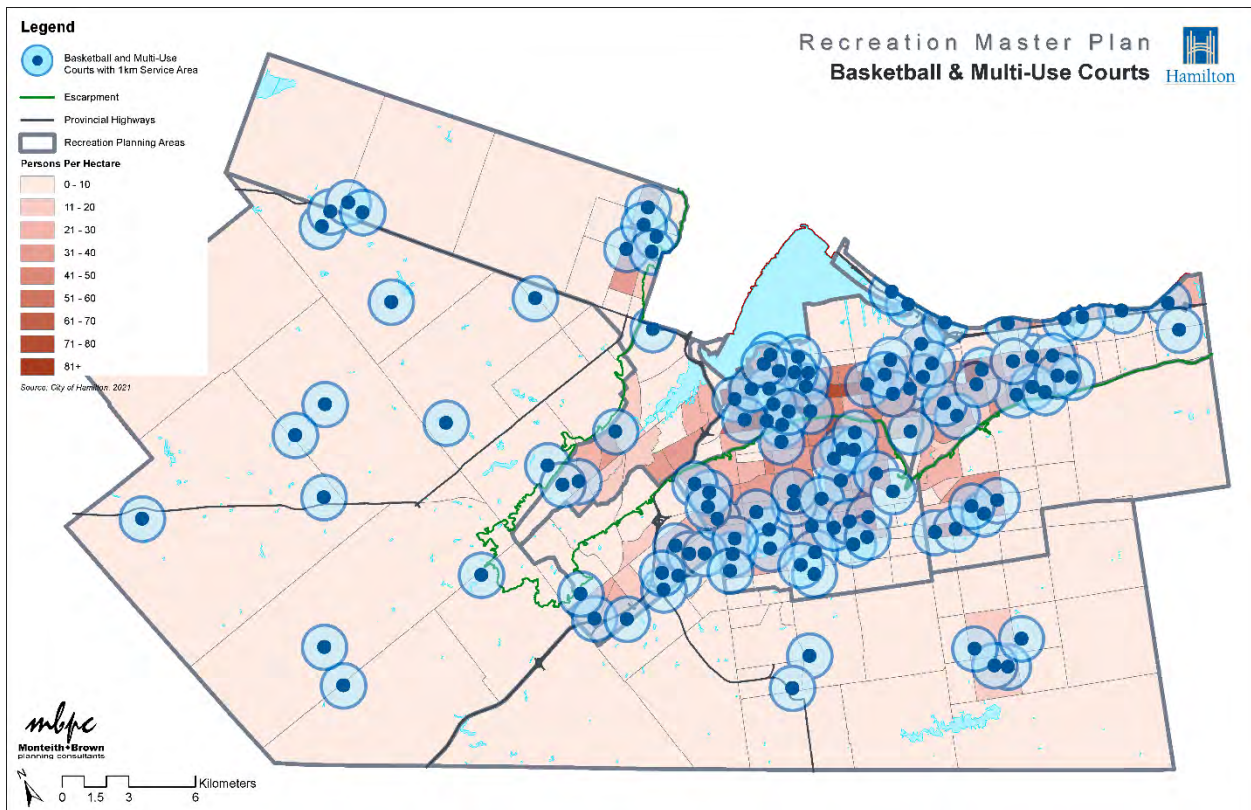 Legend
Basketball and Multi-Use
Courts with 1km Service Area
Escarpment
Provincial Highways
Recreation Planning Areas
Persons Per Hectare
0 - 10
11 - 20
21 - 30
31 - 40
41 - 50
51 - 60
61 - 70
71 - 80
81+
Source: City of Hamilton, 2021
Recreation Master Plan
Basketball & Multi-Use Courts
Hamilton
mbpc
Monteith+Brown
planning consultants
N
Kilometers
0 1.5 3 6